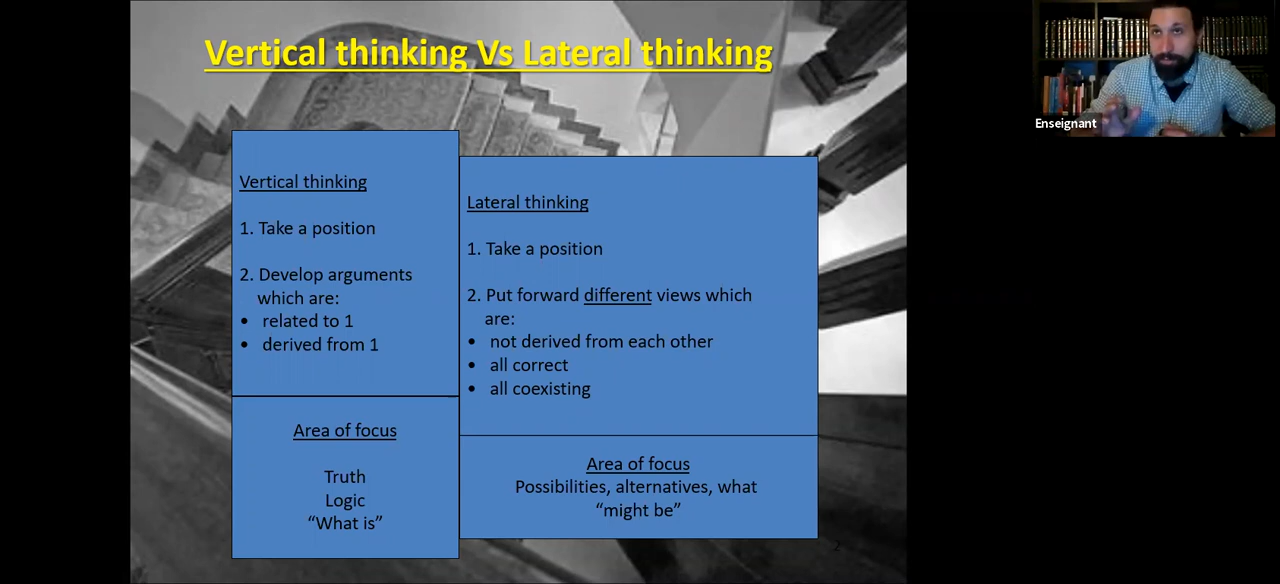 Vertical thinking Vs Lateral thinking
Enseignant
Vertical thinking
1. Take a position
2. Develop arguments
which are:
• related to 1
• derived from 1
Area of focus
Truth
Logic
“What is”
Lateral thinking
1. Take a position
2. Put forward different views which
are:
• not derived from each other
• all correct
• all coexisting
Area of focus
Possibilities, alternatives, what
“might be”
2